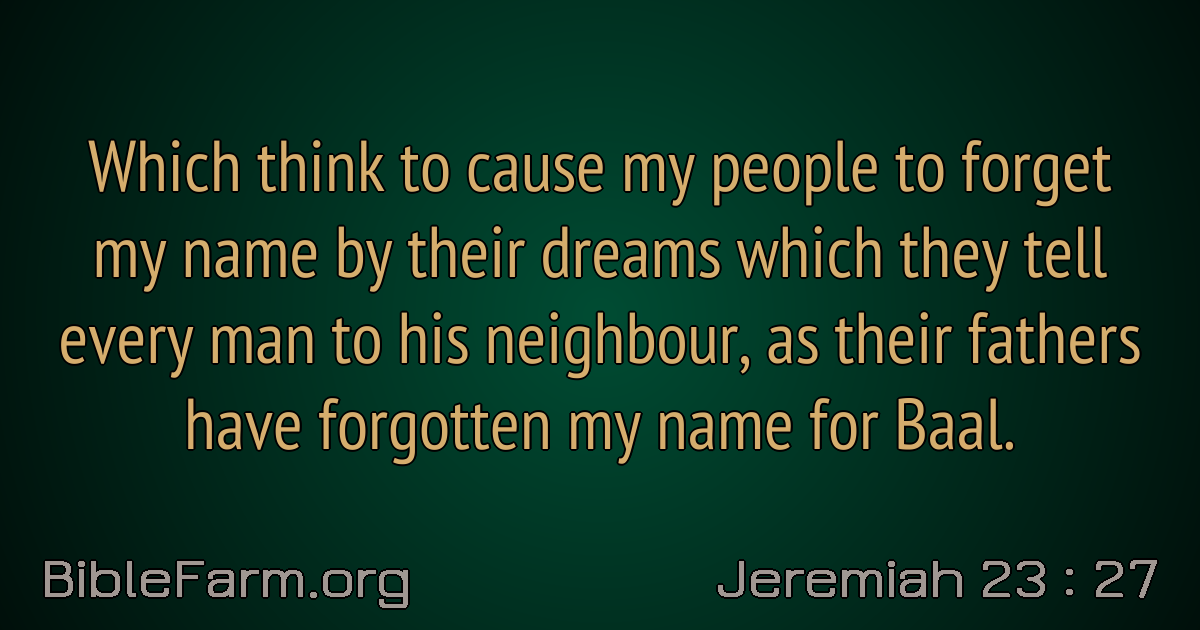 Which think to cause my people to forget
my name by their dreams which they tell
every man to his neighbour, as their fathers
have forgotten my name for Baal.
BibleFarm.org
Jeremiah 23 : 27